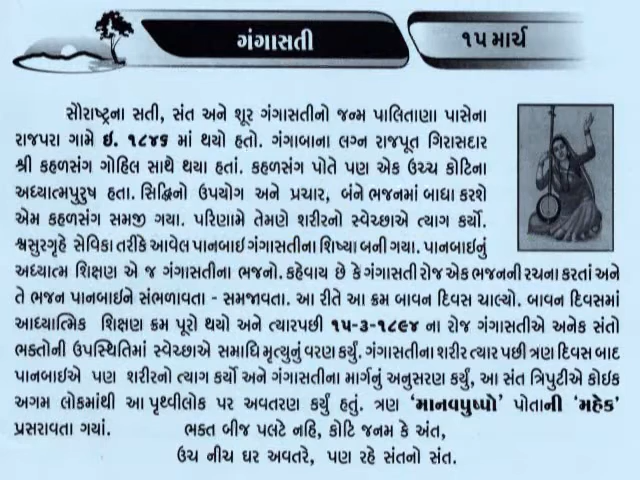 ગંગાસતી
૧૫ માર્ચ
સૌરાષ્ટ્રના સતી, સંત અને શૂર ગંગાસતીનો જન્મ પાલિતાણા પાસેના
રાજપરા ગામે ઇ. ૧૮૪૬ માં થયો હતો. ગંગાબાના લગ્ન રાજપૂત ગિરાસદાર
શ્રી કહળસંગ ગોહિલ સાથે થયા હતાં. કહળસંગ પોતે પણ એક ઉચ્ચ કોટિના
અધ્યાત્મપુરુષ હતા. સિદ્ધિનો ઉપયોગ અને પ્રચાર, બંને ભજનમાં બાધા કરશે
એમ કહળસંગ સમજી ગયા. પરિણામે તેમણે શરીરનો સ્વેચ્છાએ ત્યાગ કર્યો.
શ્વસુરગૃહે સેવિકા તરીકે આવેલ પાનબાઈ ગંગાસતીના શિષ્યા બની ગયા. પાનબાઈનું
અધ્યાત્મ શિક્ષણ એ જ ગંગાસતીના ભજનો. કહેવાય છે કે ગંગાસતી રોજ એક ભજનની રચના કરતાં અને
તે ભજન પાનબાઈને સંભળાવતા - સમજાવતા. આ રીતે આ ક્રમ બાવન દિવસ ચાલ્યો. બાવન દિવસમાં
આધ્યાત્મિક શિક્ષણ ક્રમ પૂરો થયો અને ત્યારપછી ૧૫-૩-૧૮૯૪ ના રોજ ગંગાસતીએ અનેક સંતો
ભક્તોની ઉપસ્થિતિમાં સ્વેચ્છાએ સમાધિ મૃત્યુનું વરણ કર્યું. ગંગાસતીના શરીર ત્યાર પછી ત્રણ દિવસ બાદ
પાનબાઈએ પણ શરીરનો ત્યાગ કર્યો અને ગંગાસતીના માર્ગનું અનુસરણ કર્યું, આ સંત ત્રિપુટીએ કોઇક
અગમ લોકમાંથી આ પૃથ્વીલોક પર અવતરણ કર્યું હતું. ત્રણ ‘માનવપુષ્પો’ પોતાની ‘મહેક’
પ્રસરાવતા ગયાં. ભક્ત બીજ પલટે નહિ, કોટિ જનમ કે અંત,
ઉચ નીચ ઘર અવતરે, પણ રહે સંતનો સંત.